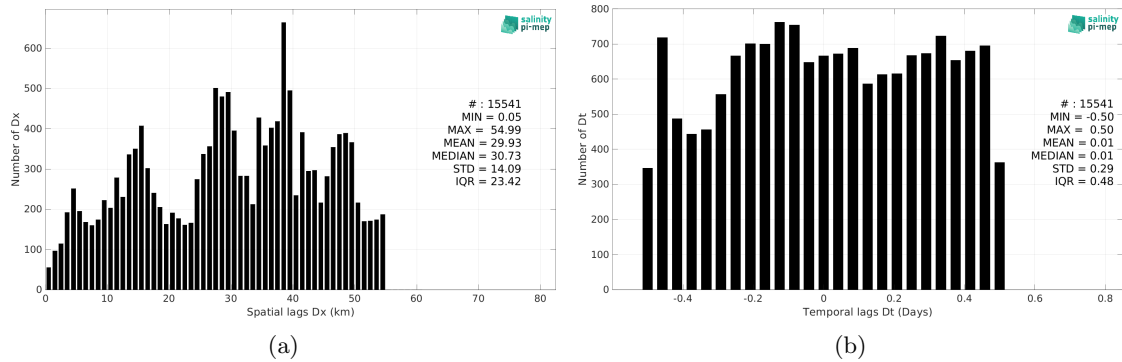 salinity
pi-mep
600
500
400
300
200
100
0
Number of Dx
# : 15541
MIN = 0.05
MAX = 54.99
MEAN = 29.93
MEDIAN = 30.73
STD = 14.09
IQR = 23.42
0 10 20 30 40 50 60 70 80
Spatial lags Dx (km)
(a)
salinity
pi-mep
800
700
600
500
400
300
200
100
0
Number of Dt
# : 15541
MIN = -0.50
MAX = 0.50
MEAN = 0.01
MEDIAN = 0.01
STD = 0.29
IQR = 0.48
-0.4 -0.2 0 0.2 0.4 0.6 0.8
Temporal lags Dt (Days)
(b)